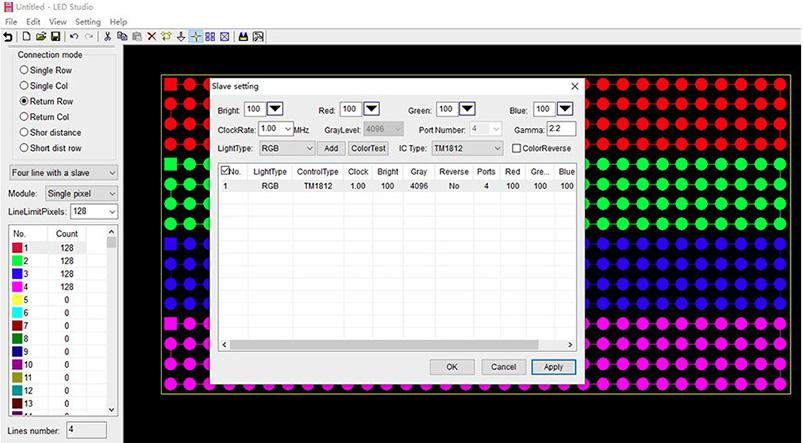 Untitled - LED Studio
File Edit View Setting Help
Connection mode
Single Row
Single Col
Return Row
Return Col
Shor distance
Short dist row
Four line with a slave
Module: Single pixel
LineLimitPixels: 128
No. Count
1 128
2 128
3 128
4 128
5 0
6 0
7 0
8 0
9 0
10 0
11 0
12 0
13 0
Lines number: 4
Slave setting
Bright: 100 Red: 100 Green: 100 Blue: 100
ClockRate: 1.00 MHz GrayLevel: 4096 Port Number: 4 Gamma: 2.2
LightType: RGB Add ColorTest IC Type: TM1812 ColorReverse
No. LightType ControlType Clock Bright Gray Reverse Ports Red Gre... Blue
1 RGB TM1812 1.00 100 4096 No 4 100 100 100
OK Cancel Apply